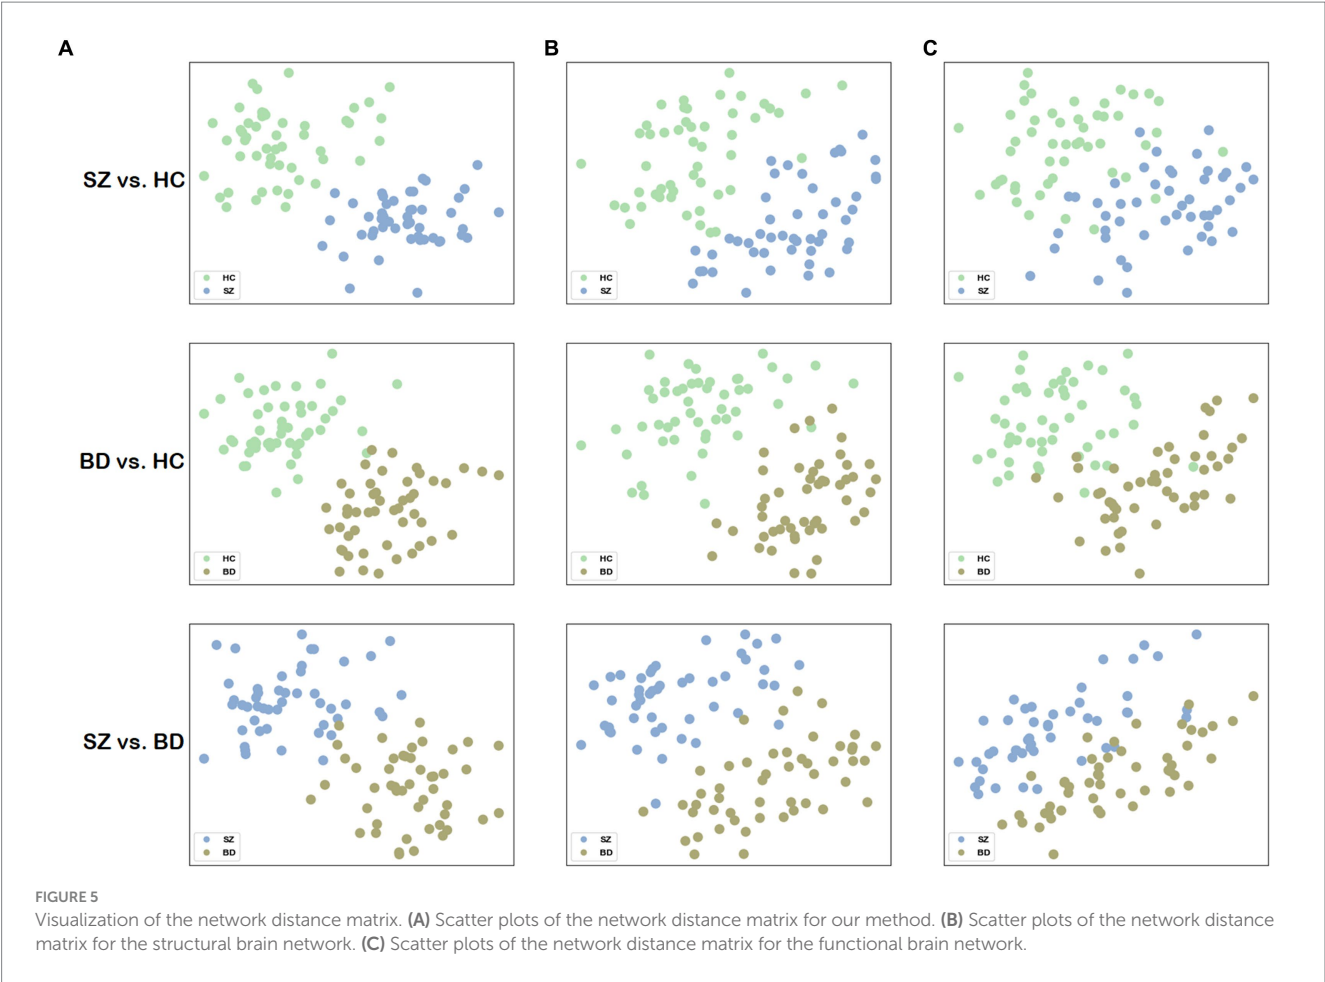 A B C
SZ vs. HC
HC HC HC
SZ SZ SZ
BD vs. HC
HC HC HC
BD BD BD
SZ vs. BD
SZ SZ SZ
BD BD BD
FIGURE 5
Visualization of the network distance matrix. (A) Scatter plots of the network distance matrix for our method. (B) Scatter plots of the network distance
matrix for the structural brain network. (C) Scatter plots of the network distance matrix for the functional brain network.